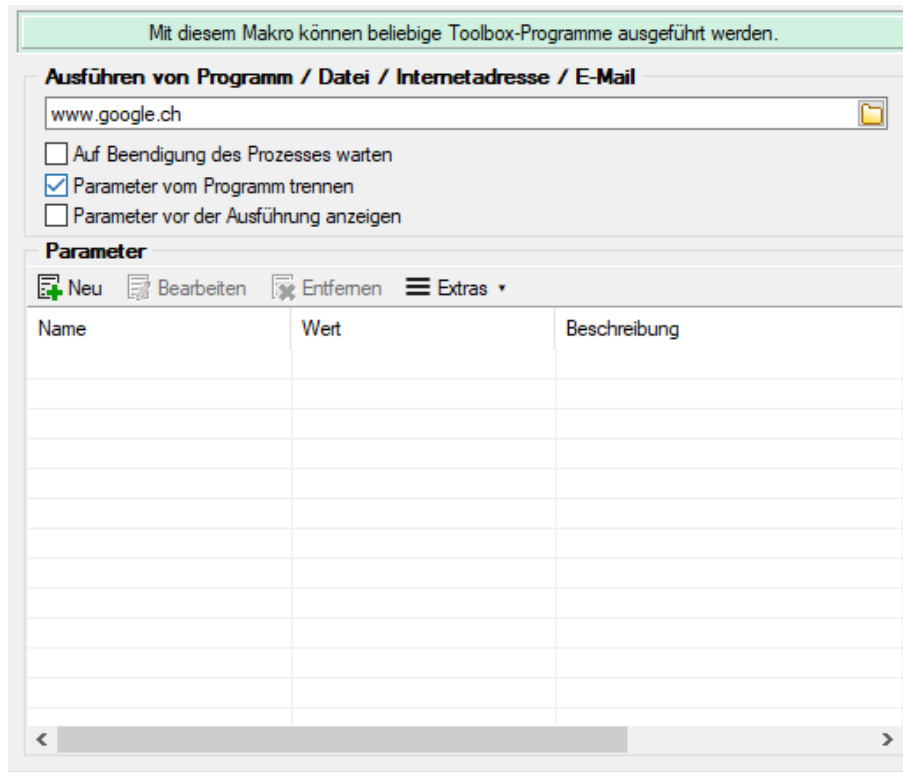 Mit diesem Makro können beliebige Toolbox-Programme ausgeführt werden.
Ausführen von Programm / Datei / Internetadresse / E-Mail
www.google.ch
Auf Beendigung des Prozesses warten
Parameter vom Programm trennen
Parameter vor der Ausführung anzeigen
Parameter
Neu Bearbeiten Entfernen Extras
Name Wert Beschreibung